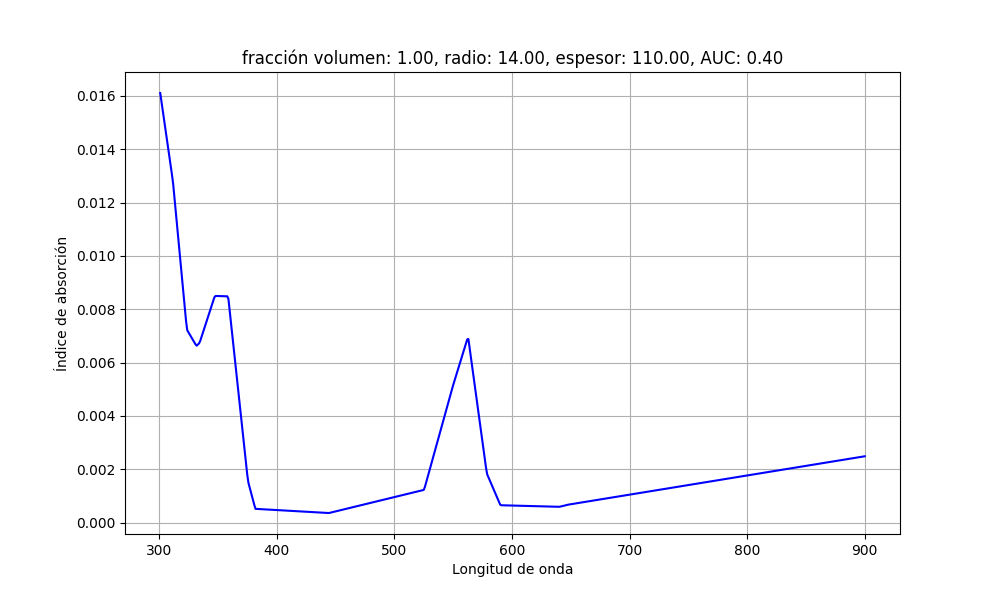 fracción volumen: 1.00, radio: 14.00, espesor: 110.00, AUC: 0.40
0.016
0.014
0.012
0.010
0.008
0.006
0.004
0.002
0.000
Índice de absorción
300 400 500 600 700 800 900
Longitud de onda